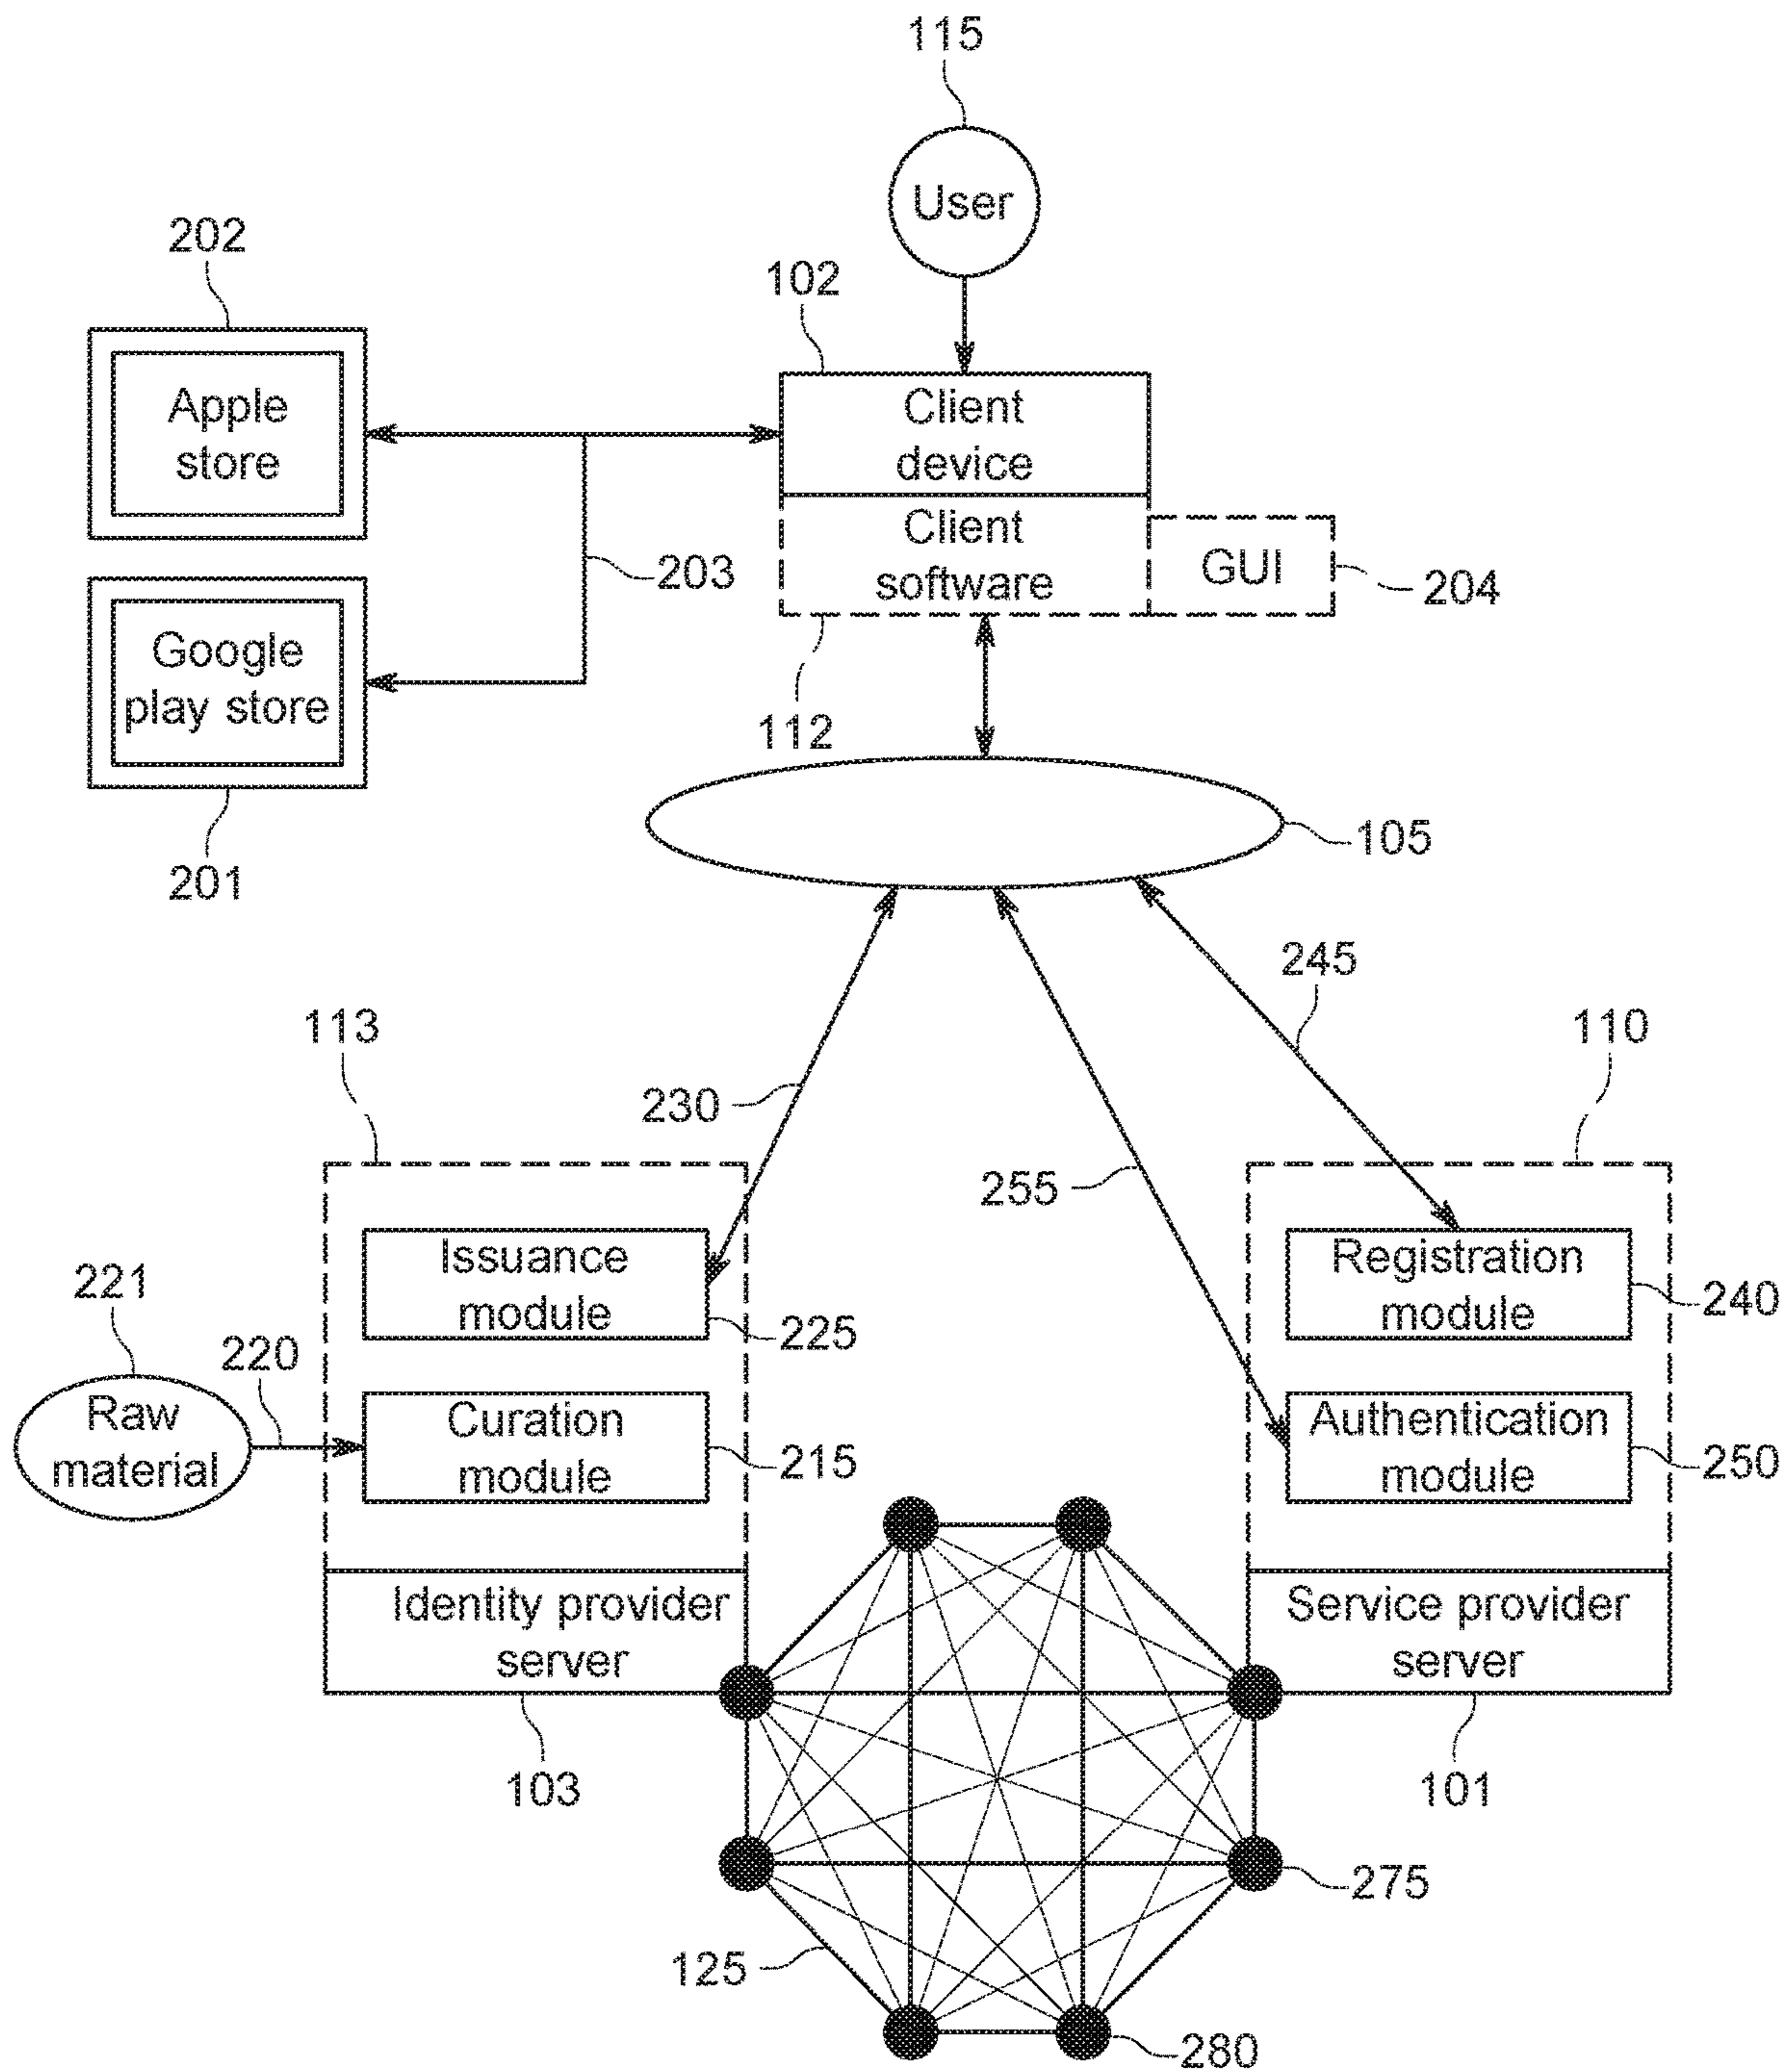 115
User
202
102
Apple
store
Client
device
Client
software
GUI
203
204
Google
play store
112
201
105
245
113
110
230
255
Issuance
module
Registration
module
221
225
240
220
Raw
material
Curation
module
Authentication
module
215
250
Identity provider
server
Service provider
server
103
101
275
125
280